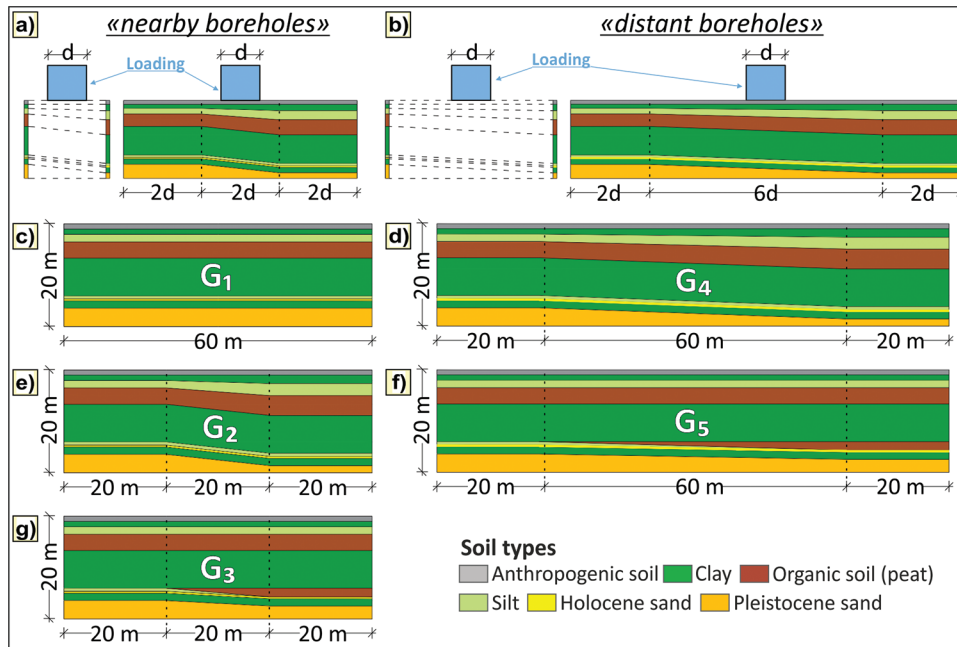 a) «nearby boreholes»
d
d
Loading
2d 2d 2d
b) «distant boreholes»
d
d
Loading
2d 6d 2d
c)
20 m
G1
60 m
d)
20 m
G4
20 m 60 m 20 m
e)
20 m
G2
20 m 20 m 20 m
f)
20 m
G5
20 m 60 m 20 m
g)
20 m
G3
20 m 20 m 20 m
Soil types
Anthropogenic soil Clay Organic soil (peat)
Silt Holocene sand Pleistocene sand